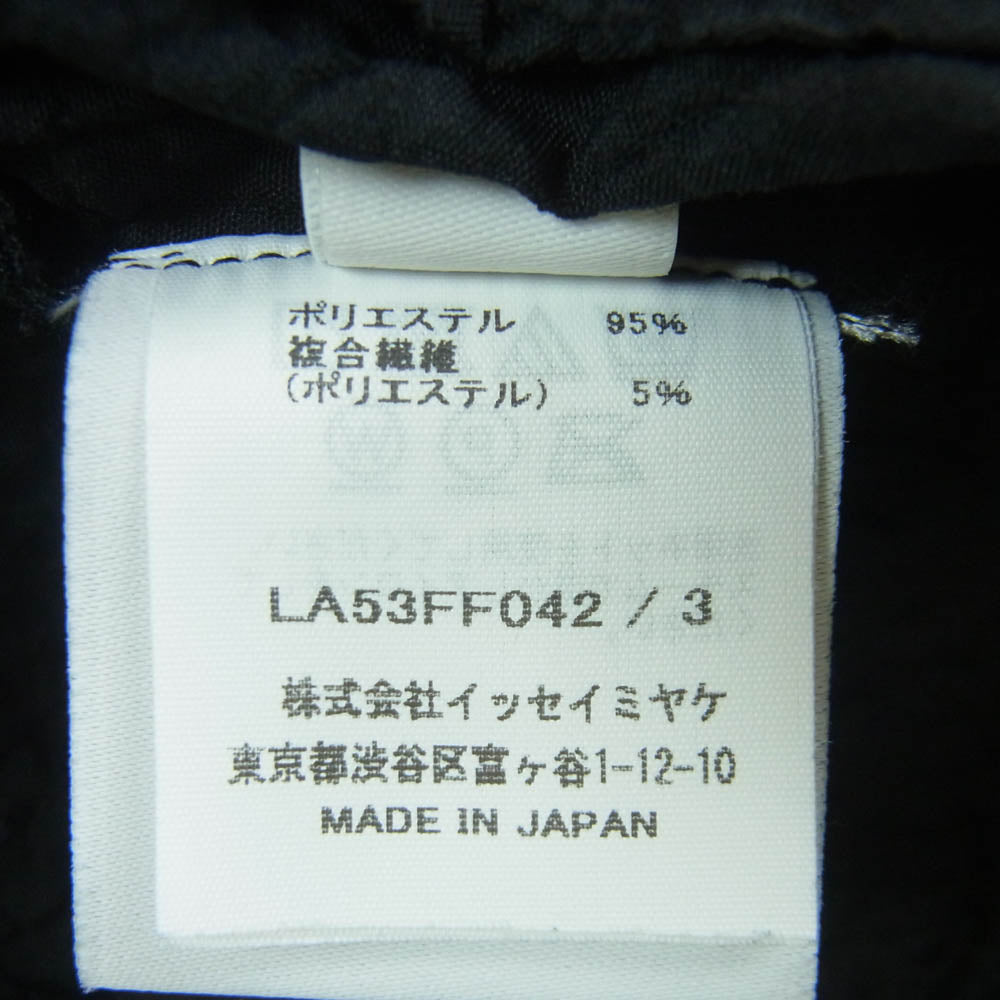 ポリエステル 95%
複合繊維
(ポリエステル) 5%
LA53FF042 / 3
株式会社イッセイミヤケ
東京都渋谷区富ヶ谷1-12-10
MADE IN JAPAN